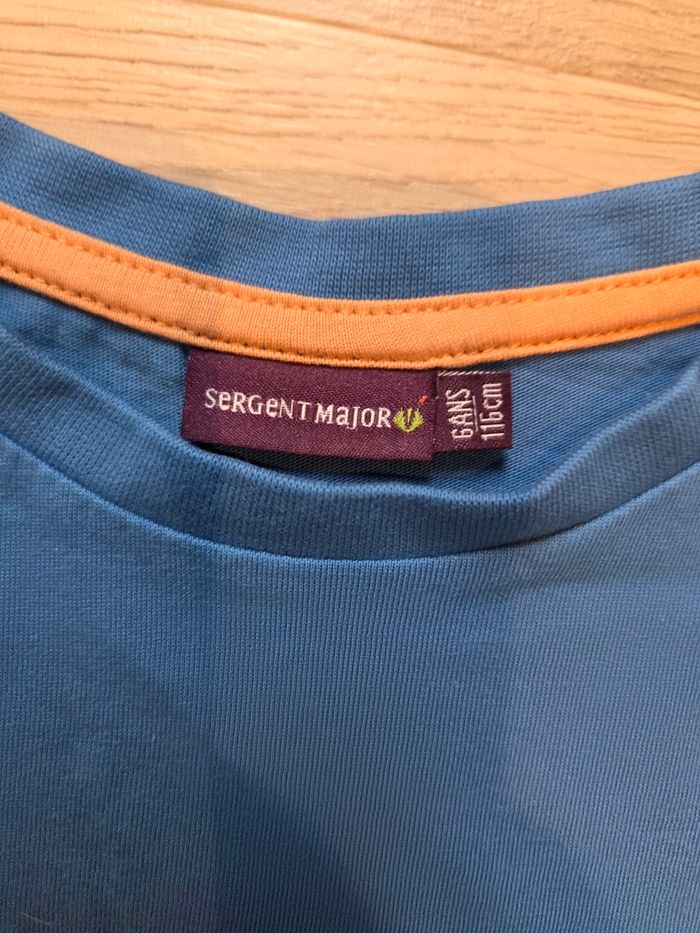 SeRGeNT MaJOR
6ANS
116cm